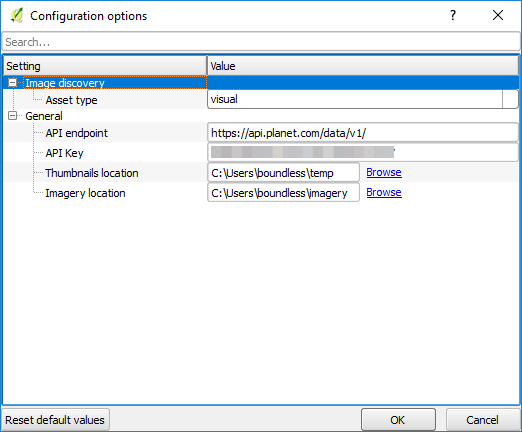 Configuration options
?
Search...
Setting Value
Image discovery
Asset type visual
General
API endpoint https://api.planet.com/data/v1/
API Key
Thumbnails location C:\Users\boundless\temp Browse
Imagery location C:\Users\boundless\imagery Browse
Reset default values OK Cancel